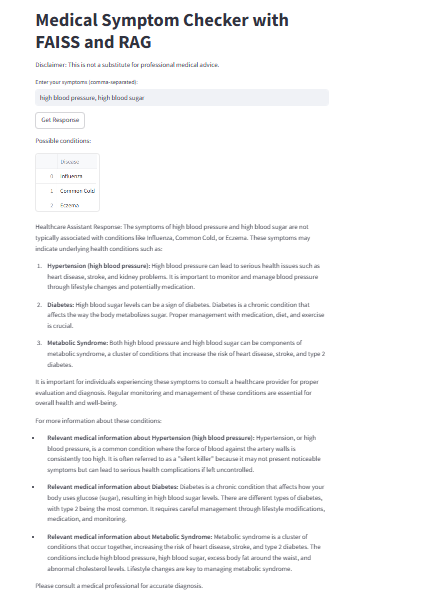 Medical Symptom Checker with
FAISS and RAG
Disclaimer: This is not a substitute for professional medical advice.
Enter your symptoms (comma-separated):
high blood pressure, high blood sugar
Get Response
Possible conditions:
Disease
0 Influenza
1 Common Cold
2 Eczema
Healthcare Assistant Response: The symptoms of high blood pressure and high blood sugar are not
typically associated with conditions like Influenza, Common Cold, or Eczema. These symptoms may
indicate underlying health conditions such as:
1. Hypertension (high blood pressure): High blood pressure can lead to serious health issues such as
heart disease, stroke, and kidney problems. It is important to monitor and manage blood pressure
through lifestyle changes and potentially medication.
2. Diabetes: High blood sugar levels can be a sign of diabetes. Diabetes is a chronic condition that
affects the way the body metabolizes sugar. Proper management with medication, diet, and exercise
is crucial.
3. Metabolic Syndrome: Both high blood pressure and high blood sugar can be components of
metabolic syndrome, a cluster of conditions that increase the risk of heart disease, stroke, and type 2
diabetes.
It is important for individuals experiencing these symptoms to consult a healthcare provider for proper
evaluation and diagnosis. Regular monitoring and management of these conditions are essential for
overall health and well-being.
For more information about these conditions:
• Relevant medical information about Hypertension (high blood pressure): Hypertension, or high
blood pressure, is a common condition where the force of blood against the artery walls is
consistently too high. It is often referred to as a "silent killer" because it may not present noticeable
symptoms but can lead to serious health complications if left uncontrolled.
• Relevant medical information about Diabetes: Diabetes is a chronic condition that affects how your
body uses glucose (sugar), resulting in high blood sugar levels. There are different types of diabetes,
with type 2 being the most common. It requires careful management through lifestyle modifications,
medication, and monitoring.
• Relevant medical information about Metabolic Syndrome: Metabolic syndrome is a cluster of
conditions that occur together, increasing the risk of heart disease, stroke, and type 2 diabetes. The
conditions include high blood pressure, high blood sugar, excess body fat around the waist, and
abnormal cholesterol levels. Lifestyle changes are key to managing metabolic syndrome.
Please consult a medical professional for accurate diagnosis.